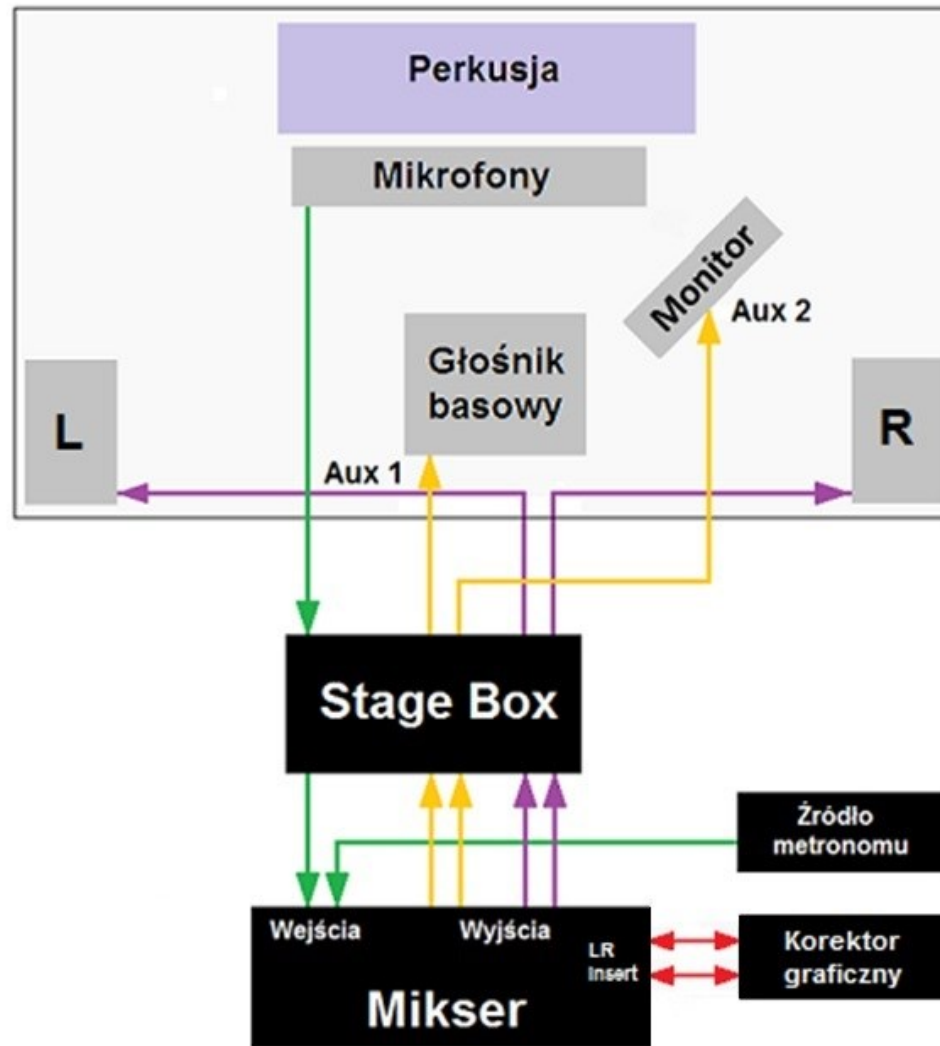 Perkusja
Mikrofony
Monitor
Aux 2
Głośnik
basowy
L
R
Aux 1
Stage Box
Źródło
metronomu
Wejścia
Wyjścia
LR
Insert
Korektor
graficzny
Mikser